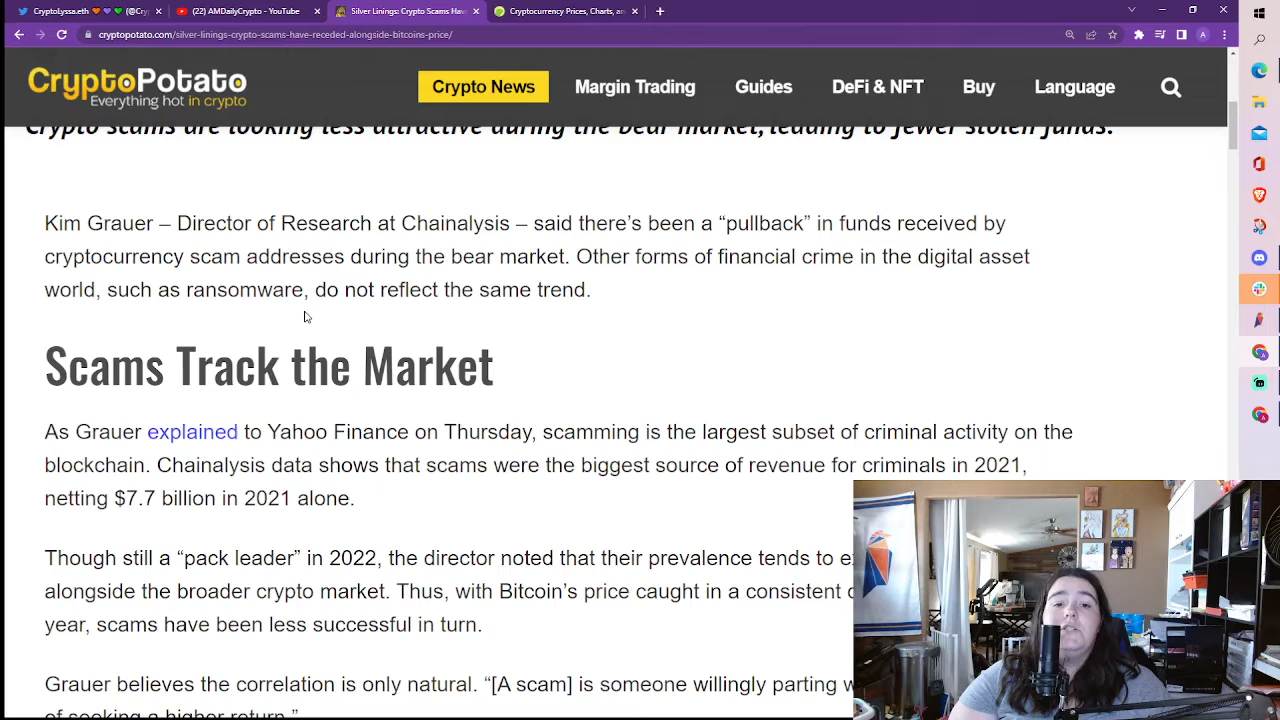 CryptoLyssa.eth 🧡💙💜💚 (@Cry
(22) AMDailyCrypto - YouTube
Silver Linings: Crypto Scams Hav
Cryptocurrency Prices, Charts, an
cryptopotato.com/silver-linings-crypto-scams-have-receded-alongside-bitcoins-price/
CryptoPotato
Everything hot in crypto
Crypto News
Margin Trading
Guides
DeFi & NFT
Buy
Language
Crypto scams are looking less attractive during the bear market, leading to fewer stolen funds.
Kim Grauer – Director of Research at Chainalysis – said there's been a “pullback” in funds received by
cryptocurrency scam addresses during the bear market. Other forms of financial crime in the digital asset
world, such as ransomware, do not reflect the same trend.
Scams Track the Market
As Grauer explained to Yahoo Finance on Thursday, scamming is the largest subset of criminal activity on the
blockchain. Chainalysis data shows that scams were the biggest source of revenue for criminals in 2021,
netting $7.7 billion in 2021 alone.
Though still a “pack leader” in 2022, the director noted that their prevalence tends to e
alongside the broader crypto market. Thus, with Bitcoin's price caught in a consistent
year, scams have been less successful in turn.
Grauer believes the correlation is only natural. “[A scam] is someone willingly parting w
of seeking a higher return.”